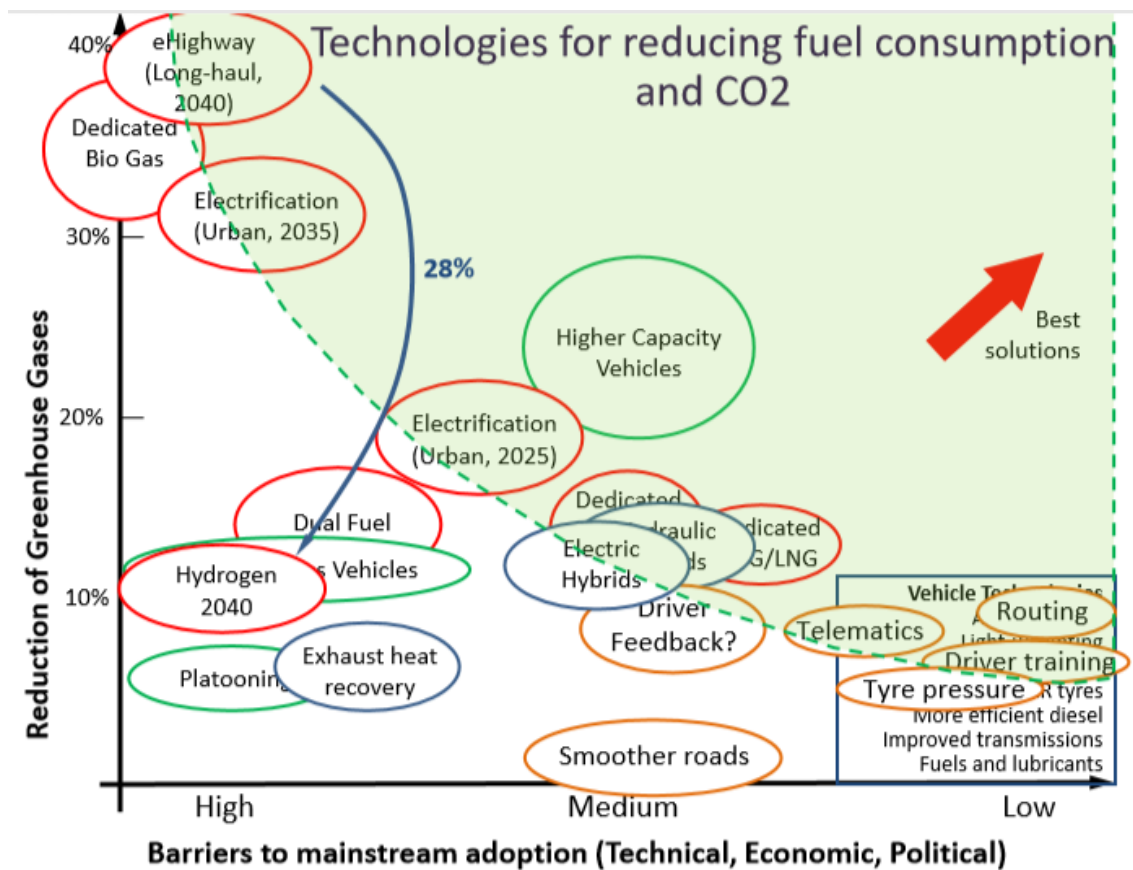 Technologies for reducing fuel consumption
and CO2
40%
eHighway
(Long-haul,
2040)
Dedicated
Bio Gas
Electrification
(Urban, 2035)
30%
28%
Higher Capacity
Vehicles
Best
solutions
20%
Electrification
(Urban, 2025)
Dual Fuel
Vehicles
Hydrogen
2040
10%
Dedicated
Electric
Hybrids
G/LNG
Driver
Feedback?
Platooning
Exhaust heat
recovery
Smoother roads
Vehicle
Routing
Telematics
Driver training
Tyre pressure
R tyres
More efficient diesel
Improved transmissions
Fuels and lubricants
Reduction of Greenhouse Gases
High
Medium
Low
Barriers to mainstream adoption (Technical, Economic, Political)